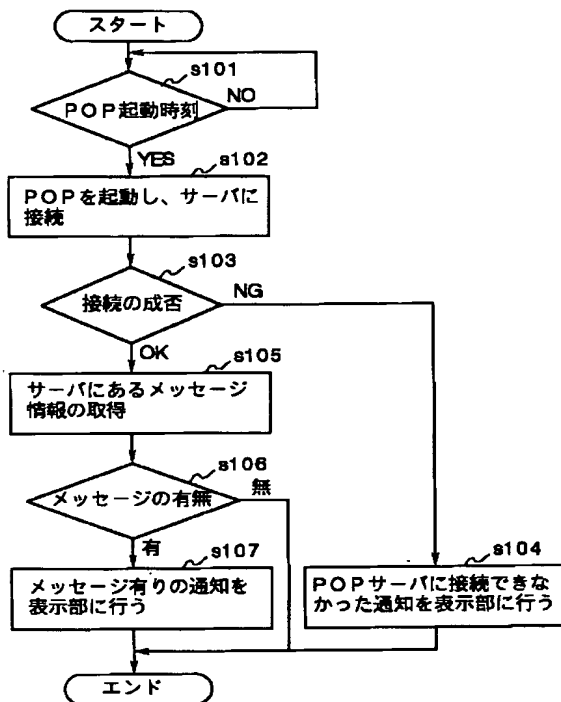 スタート
s101
POP起動時刻
NO
YES
s102
POPを起動し、サーバに
接続
s103
接続の成否
NG
OK
s105
サーバにあるメッセージ
情報の取得
s106
メッセージの有無
無
有
s107
メッセージ有りの通知を
表示部に行う
s104
POPサーバに接続できな
かった通知を表示部に行う
エンド